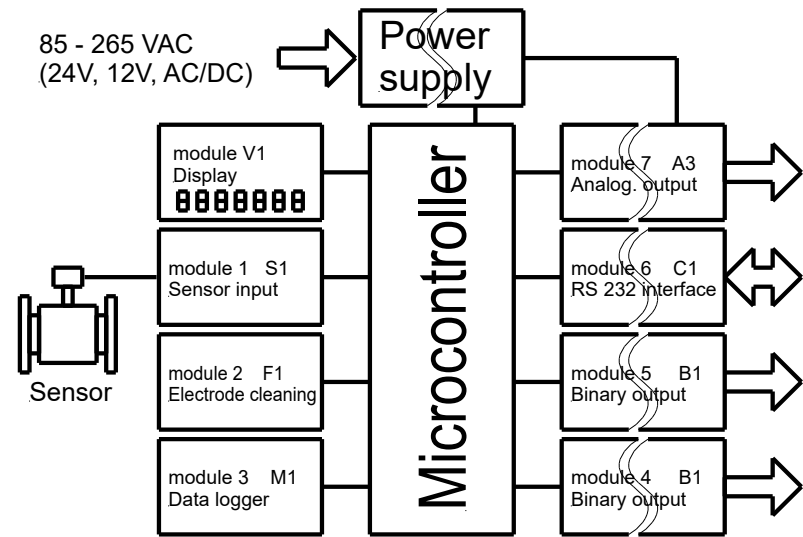 85 - 265 VAC
(24V, 12V, AC/DC)
Power
supply
module V1
Display
8888888
module 1 S1
Sensor input
Sensor
module 2 F1
Electrode cleaning
module 3 M1
Data logger
Microcontroller
module 7 A3
Analog. output
module 6 C1
RS 232 interface
module 5 B1
Binary output
module 4 B1
Binary output